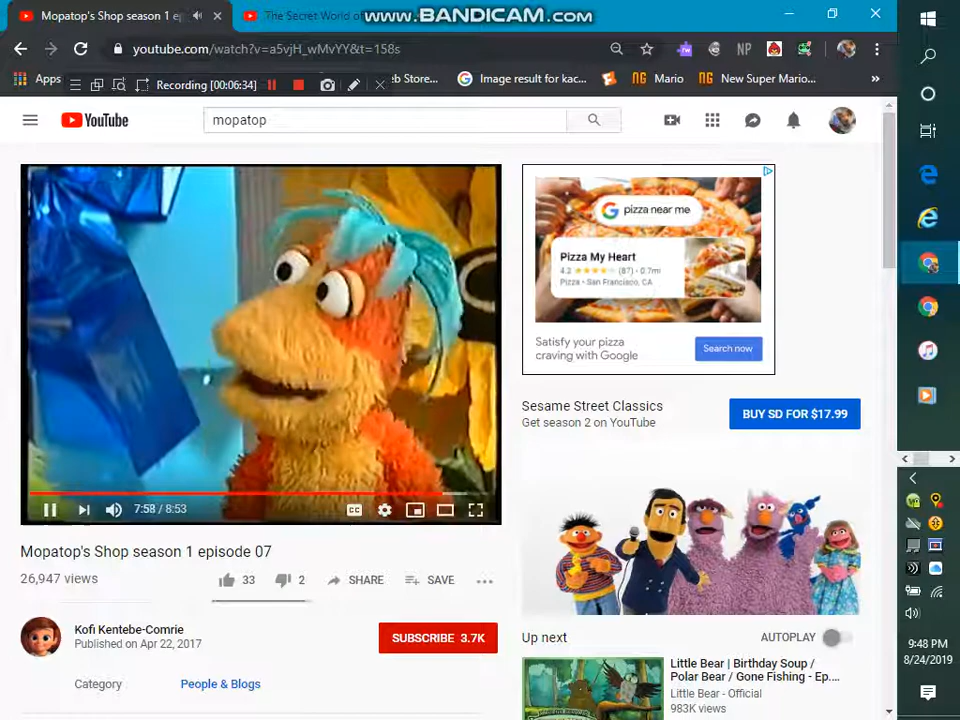 Mopatop's Shop season 1 ep
The Secret World of
www.BANDICAM.com
youtube.com/watch?v=a5vjH_wMvYY&t=158s
NP
Apps
Recording [00:06:34]
eb Store...
Image result for kac...
Mario
New Super Mario...
»
YouTube
mopatop
pizza near me
Pizza My Heart
4.2 ★★★★★ (87) · 0.7mi
Pizza · San Francisco, CA
Satisfy your pizza
craving with Google
Search now
7:58 / 8:53
CC
Sesame Street Classics
Get season 2 on YouTube
BUY SD FOR $17.99
Mopatop's Shop season 1 episode 07
26,947 views
33
2
SHARE
SAVE
Up next
AUTOPLAY
Kofi Kentebe-Comrie
Published on Apr 22, 2017
SUBSCRIBE 3.7K
Category
People & Blogs
Little Bear | Birthday Soup /
Polar Bear / Gone Fishing - Ep....
Little Bear - Official
983K views
9:48 PM
8/24/2019